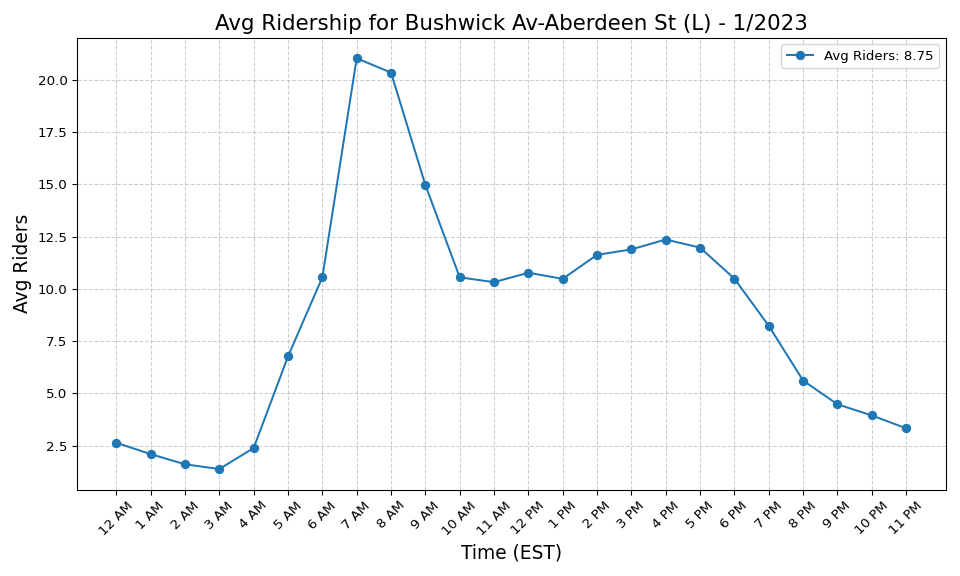 Avg Ridership for Bushwick Av-Aberdeen St (L) - 1/2023
Avg Riders: 8.75
Avg Riders
20.0
17.5
15.0
12.5
10.0
7.5
5.0
2.5
12 AM
1 AM
2 AM
3 AM
4 AM
5 AM
6 AM
7 AM
8 AM
9 AM
10 AM
11 AM
12 PM
1 PM
2 PM
3 PM
4 PM
5 PM
6 PM
7 PM
8 PM
9 PM
10 PM
11 PM
Time (EST)